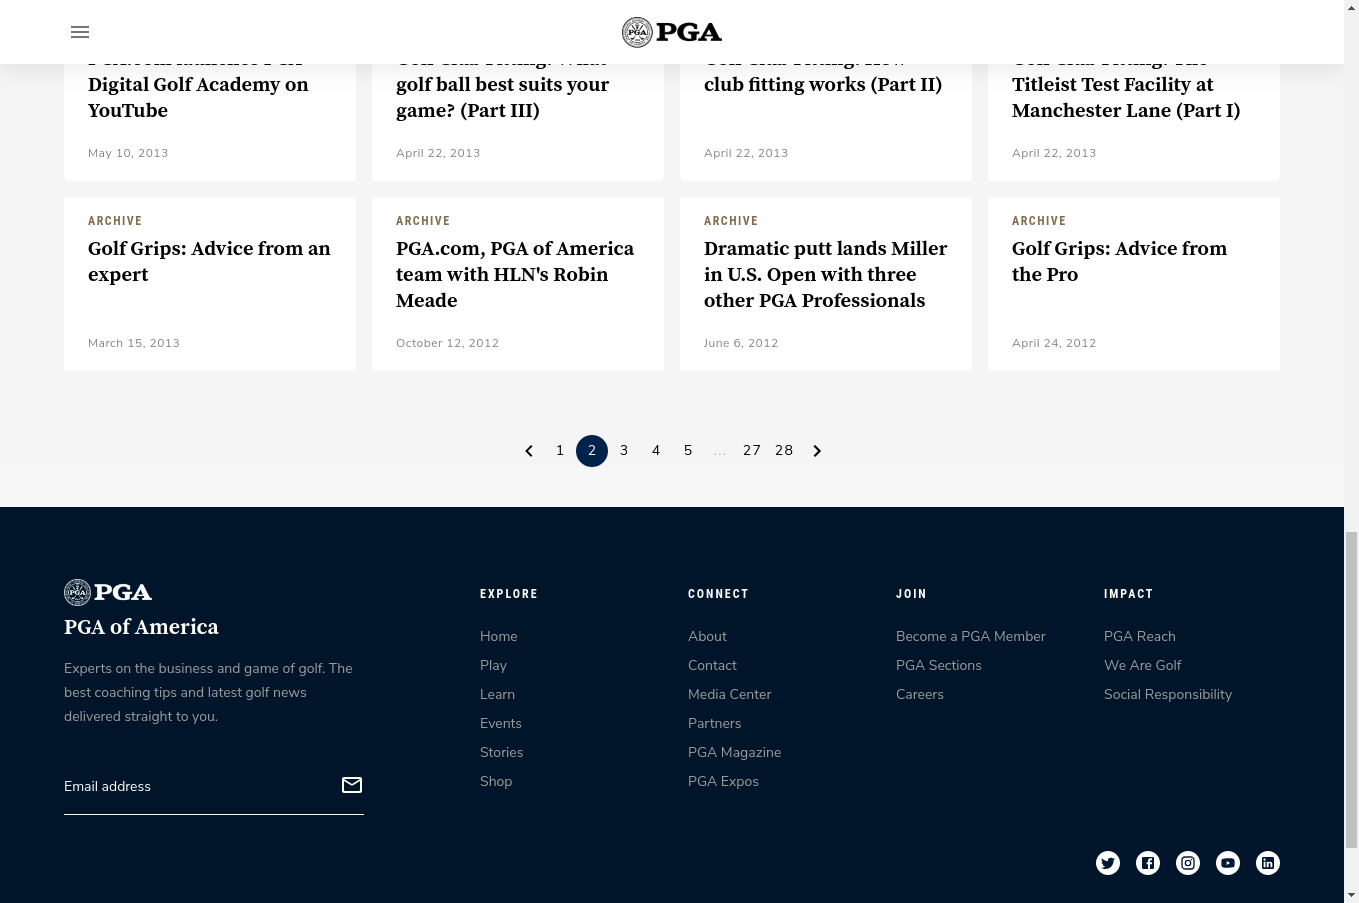 PGA
Digital Golf Academy on
YouTube
May 10, 2013
golf ball best suits your
game? (Part III)
April 22, 2013
club fitting works (Part II)
April 22, 2013
Titleist Test Facility at
Manchester Lane (Part I)
April 22, 2013
ARCHIVE
Golf Grips: Advice from an
expert
March 15, 2013
ARCHIVE
PGA.com, PGA of America
team with HLN's Robin
Meade
October 12, 2012
ARCHIVE
Dramatic putt lands Miller
in U.S. Open with three
other PGA Professionals
June 6, 2012
ARCHIVE
Golf Grips: Advice from
the Pro
April 24, 2012
1 2 3 4 5 ... 27 28
PGA
PGA of America
Experts on the business and game of golf. The
best coaching tips and latest golf news
delivered straight to you.
Email address
EXPLORE
Home
Play
Learn
Events
Stories
Shop
CONNECT
About
Contact
Media Center
Partners
PGA Magazine
PGA Expos
JOIN
Become a PGA Member
PGA Sections
Careers
IMPACT
PGA Reach
We Are Golf
Social Responsibility